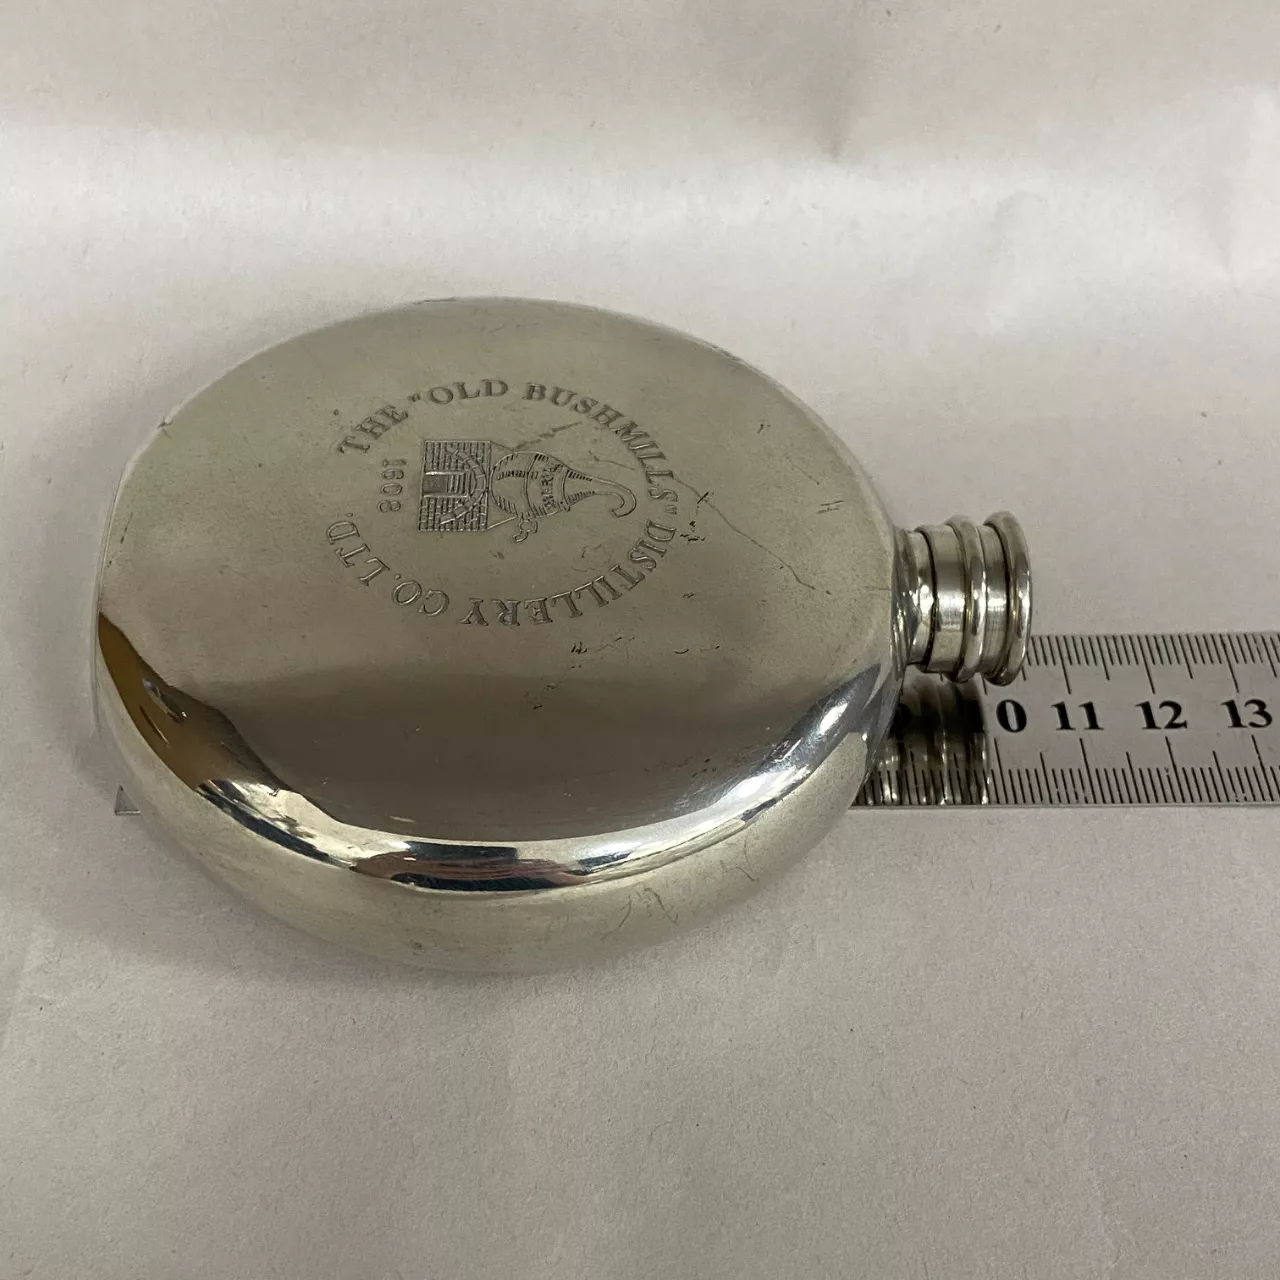 THE "OLD BUSHMILLS" DISTILLERY CO. LTD.
1608
10 11 12 13